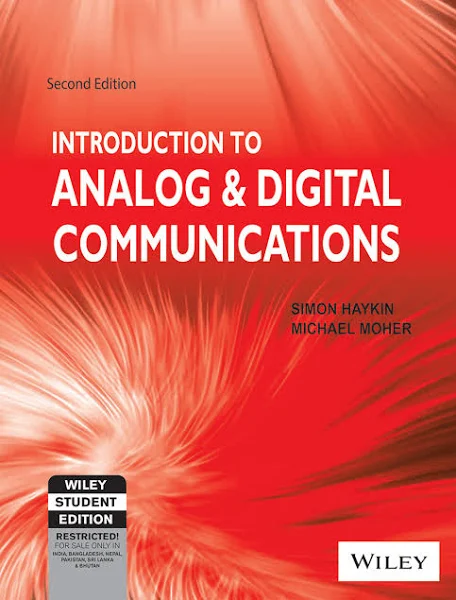 Second Edition
INTRODUCTION TO
ANALOG & DIGITAL
COMMUNICATIONS
SIMON HAYKIN
MICHAEL MOHER
WILEY
STUDENT
EDITION
RESTRICTED!
FOR SALE ONLY IN
INDIA, BANGLADESH, NEPAL,
PAKISTAN, SRI LANKA
& BHUTAN
WILEY